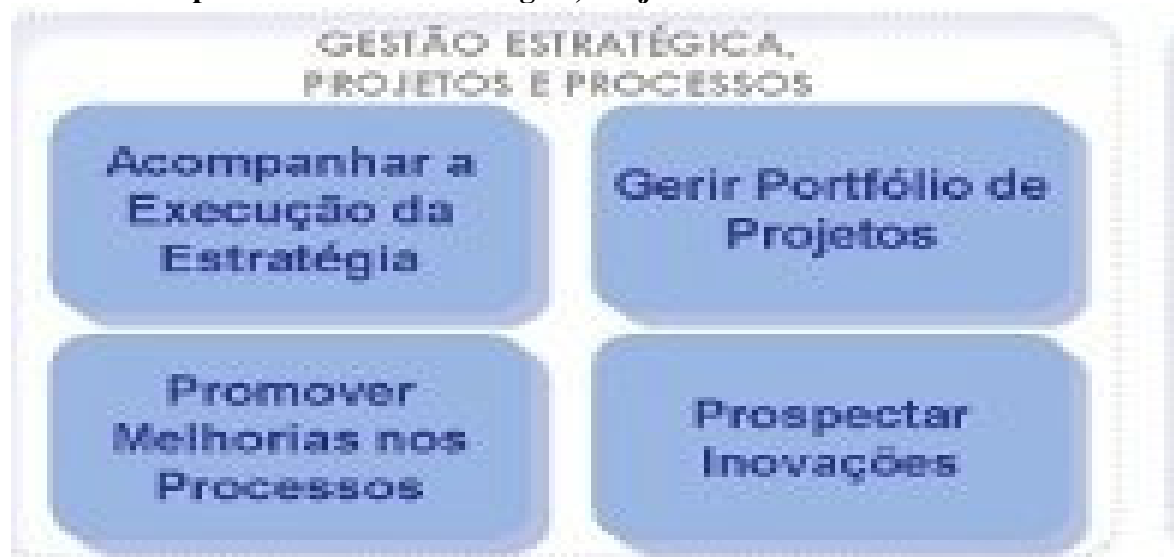 GESTÃO ESTRATÉGICA,
PROJETOS E PROCESSOS
Acompanhar a
Execução da
Estratégia
Gerir Portfólio de
Projetos
Promover
Melhorias nos
Processos
Prospectar
Inovações